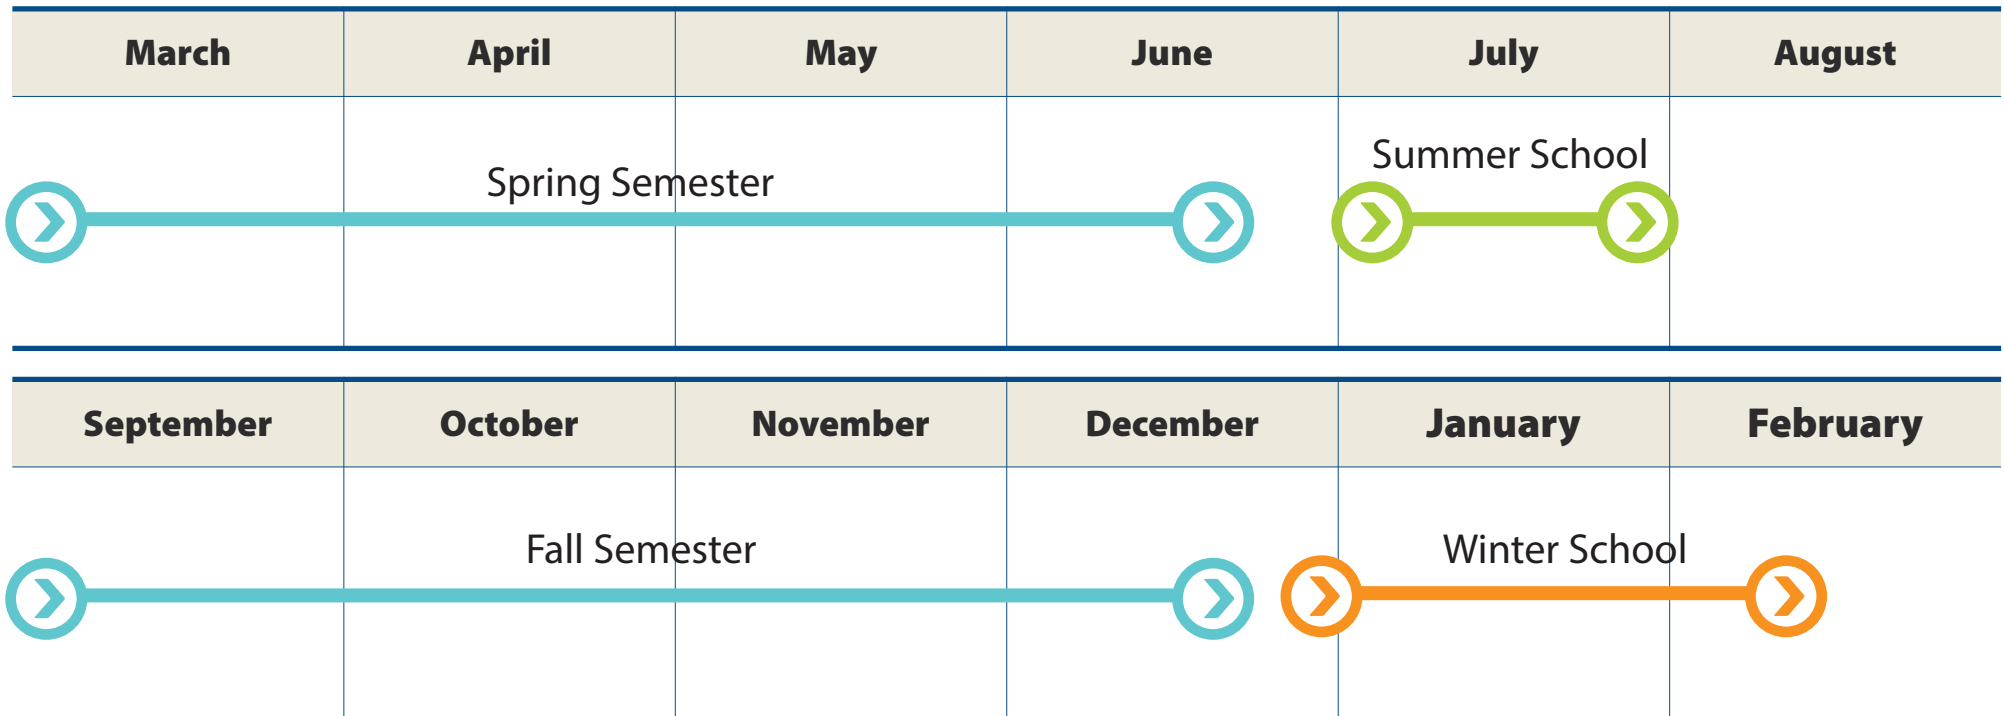 March April May June July August
Summer School
Spring Semester
September October November December January February
Fall Semester Winter School